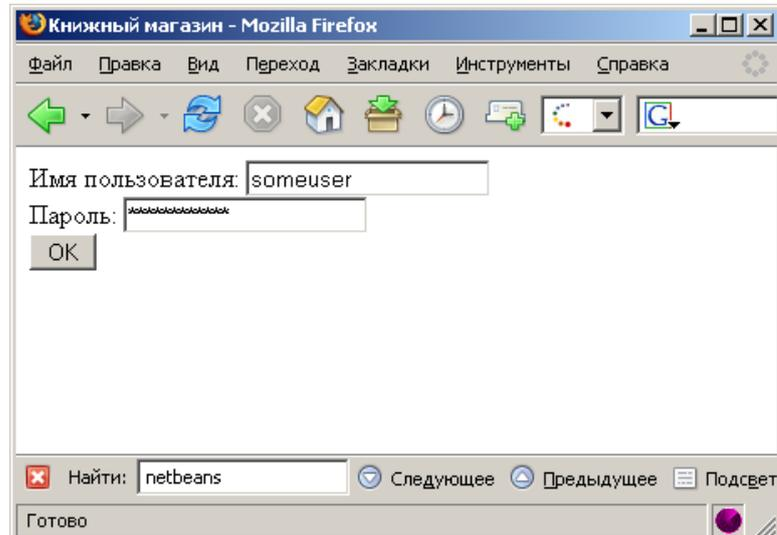 Книжный магазин - Mozilla Firefox
Файл Правка Вид Переход Закладки Инструменты Справка
G
Имя пользователя: someuser
Пароль: *************
OK
Найти: netbeans Следующее Предыдущее Подсвет
Готово